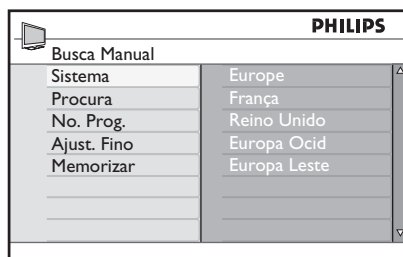 PHILIPS
Busca Manual
Sistema
Procura
No. Prog.
Ajust. Fino
Memorizar
Europe
França
Reino Unido
Europa Ocid
Europa Leste